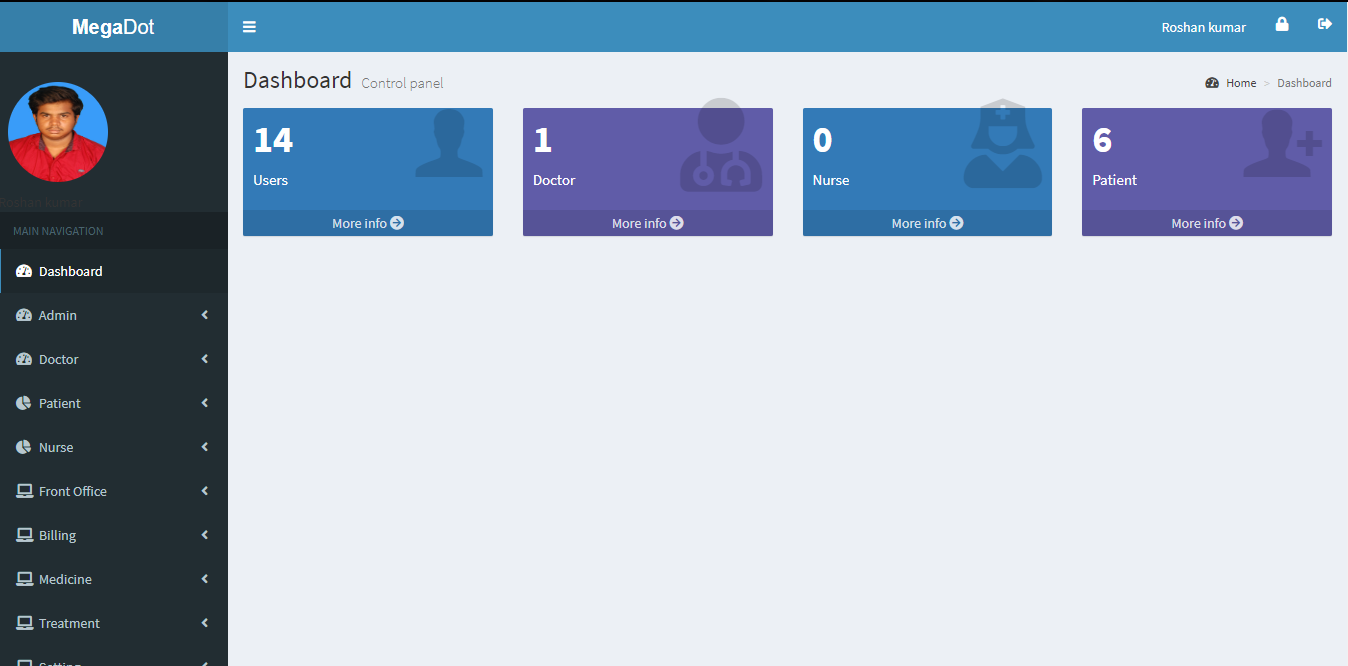 MegaDot
Roshan kumar
Roshan kumar
MAIN NAVIGATION
Dashboard
Admin
Doctor
Patient
Nurse
Front Office
Billing
Medicine
Treatment
Setting
Dashboard Control panel
Home > Dashboard
14
Users
More info
1
Doctor
More info
0
Nurse
More info
6
Patient
More info